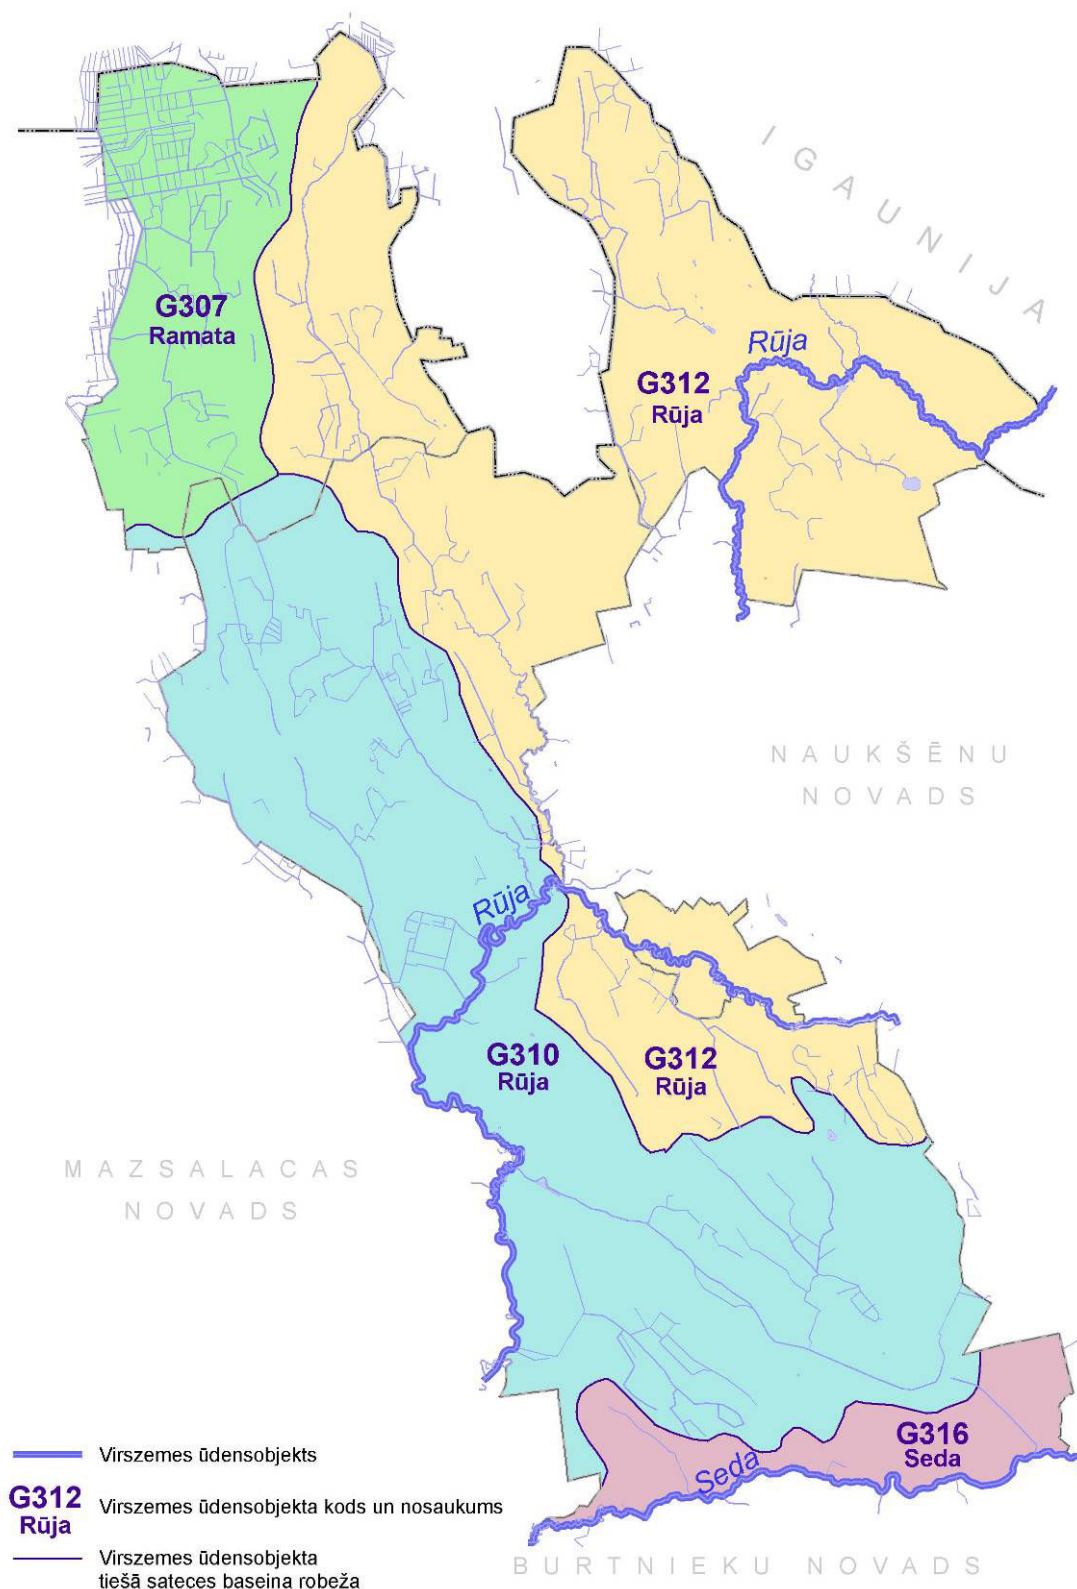 IGAUNIJA
G307
Ramata
Rūja
G312
Rūja
NAUKŠĒNU
NOVADS
Rūja
G310
Rūja
G312
Rūja
MAZSALACAS
NOVADS
G316
Seda
Seda
Virszemes ūdensobjekts
G312
Rūja
Virszemes ūdensobjekta kods un nosaukums
Virszemes ūdensobjekta
tiešā sateces baseina robeža
BURTNIEKU NOVADS